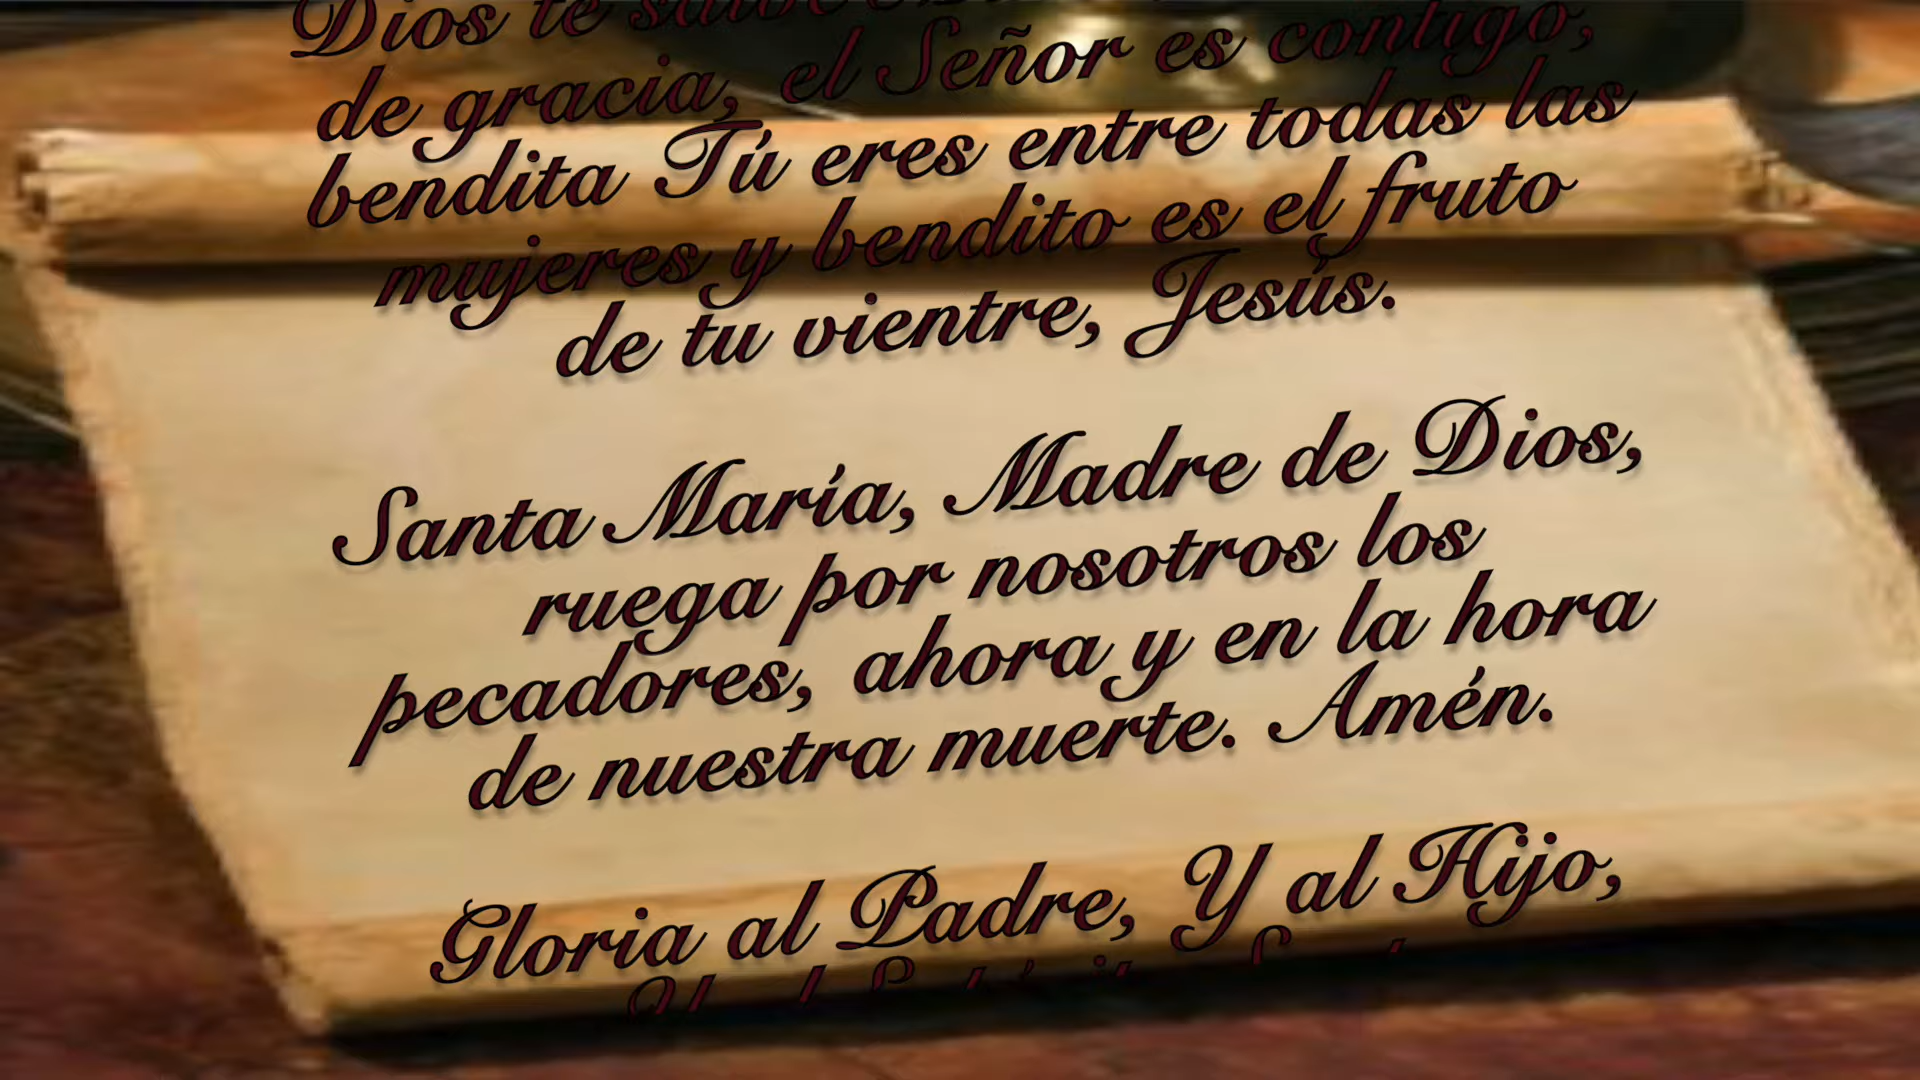 Dios te salve
de gracia, el Señor es contigo,
bendita Tú eres entre todas las
mujeres y bendito es el fruto
de tu vientre, Jesús.
Santa María, Madre de Dios,
ruega por nosotros los
pecadores, ahora y en la hora
de nuestra muerte. Amén.
Gloria al Padre, Y al Hijo,